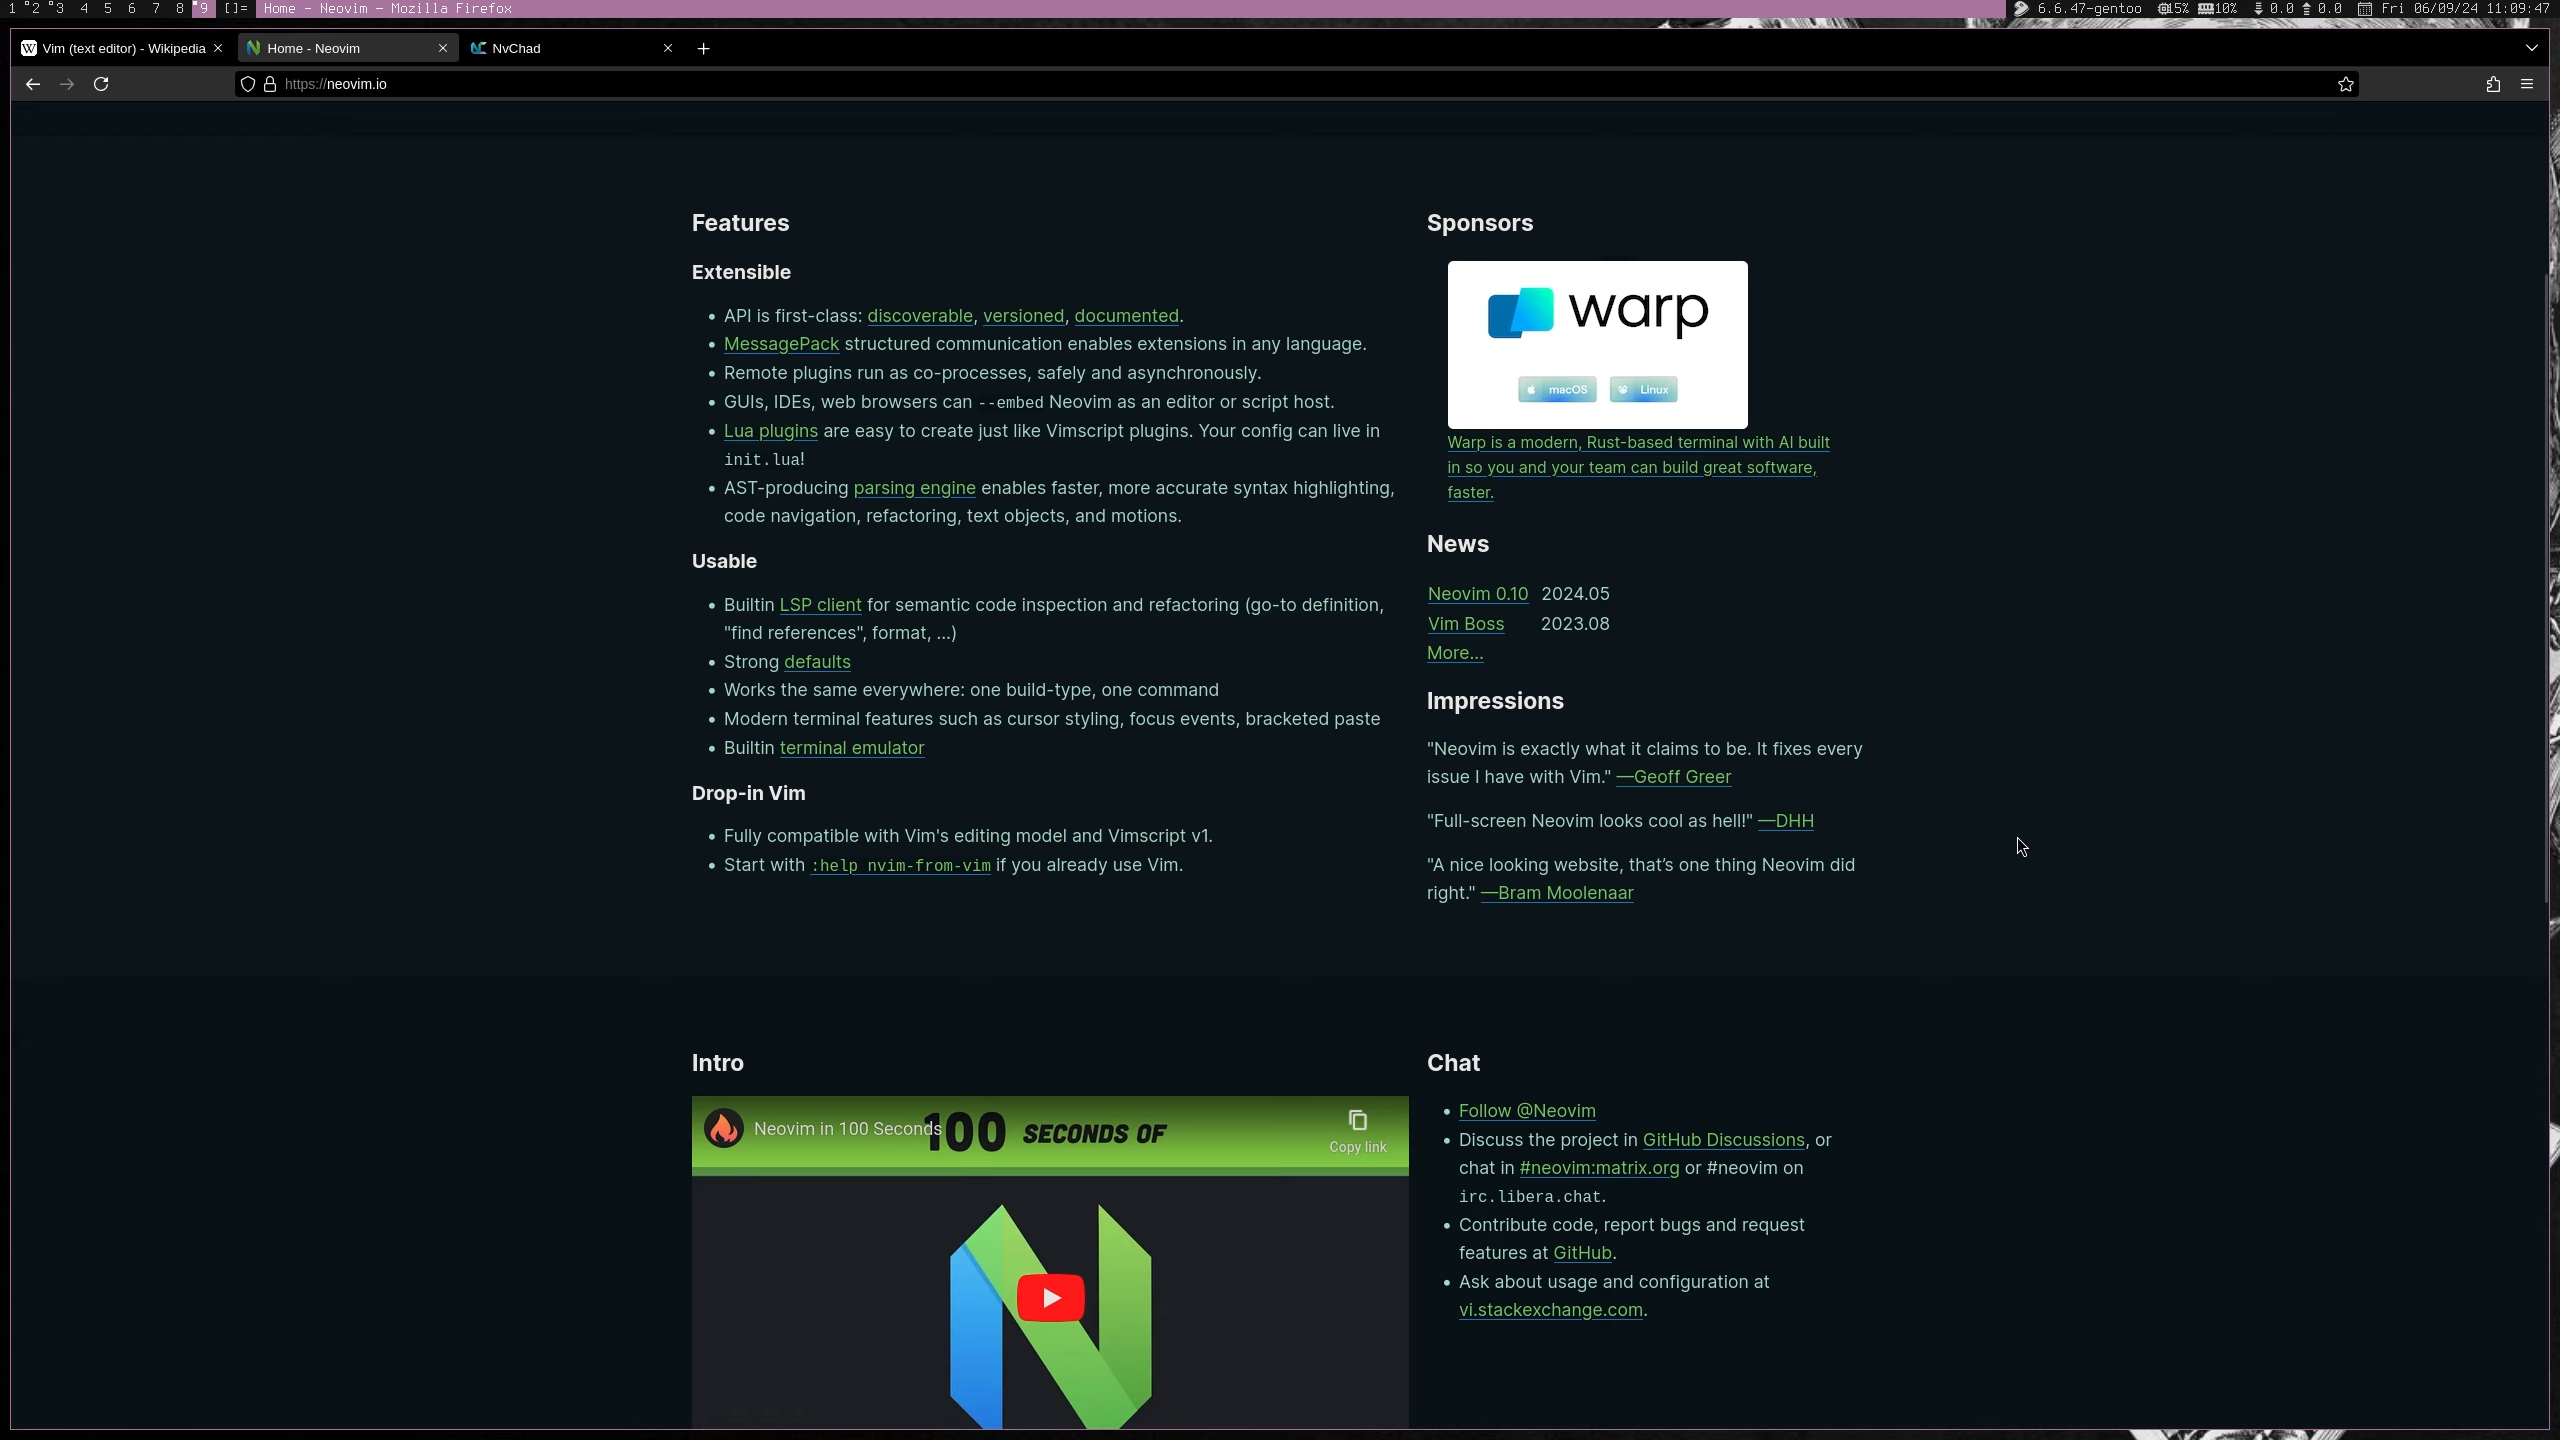 1 2 3 4 5 6 7 8 9 []= Home — Neovim — Mozilla Firefox 6.6.47-gentoo 15% 10% 0.0 0.0 Fri 06/09/24 11:09:47
Vim (text editor) - Wikipedia Home - Neovim NvChad
https://neovim.io
Features
Extensible
• API is first-class: discoverable, versioned, documented.
• MessagePack structured communication enables extensions in any language.
• Remote plugins run as co-processes, safely and asynchronously.
• GUIs, IDEs, web browsers can --embed Neovim as an editor or script host.
• Lua plugins are easy to create just like Vimscript plugins. Your config can live in
init.lua!
• AST-producing parsing engine enables faster, more accurate syntax highlighting,
code navigation, refactoring, text objects, and motions.
Usable
• Builtin LSP client for semantic code inspection and refactoring (go-to definition,
"find references", format, …)
• Strong defaults
• Works the same everywhere: one build-type, one command
• Modern terminal features such as cursor styling, focus events, bracketed paste
• Builtin terminal emulator
Drop-in Vim
• Fully compatible with Vim's editing model and Vimscript v1.
• Start with :help nvim-from-vim if you already use Vim.
Sponsors
warp
macOS Linux
Warp is a modern, Rust-based terminal with AI built
in so you and your team can build great software,
faster.
News
Neovim 0.10 2024.05
Vim Boss 2023.08
More...
Impressions
"Neovim is exactly what it claims to be. It fixes every
issue I have with Vim." —Geoff Greer
"Full-screen Neovim looks cool as hell!" —DHH
"A nice looking website, that’s one thing Neovim did
right." —Bram Moolenaar
Intro
Neovim in 100 Seconds
100 SECONDS OF
Copy link
Chat
• Follow @Neovim
• Discuss the project in GitHub Discussions, or
chat in #neovim:matrix.org or #neovim on
irc.libera.chat.
• Contribute code, report bugs and request
features at GitHub.
• Ask about usage and configuration at
vi.stackexchange.com.